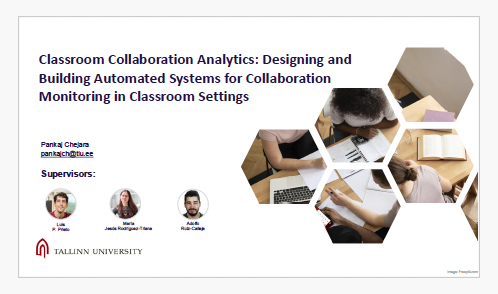 Classroom Collaboration Analytics: Designing and
Building Automated Systems for Collaboration
Monitoring in Classroom Settings
Pankaj Chejara
pankajch@tlu.ee
Supervisors:
Luis
P. Prieto
María
Jesús Rodríguez-Triana
Adolfo
Ruiz-Calleja
TALLINN UNIVERSITY
Image: Freepik.com